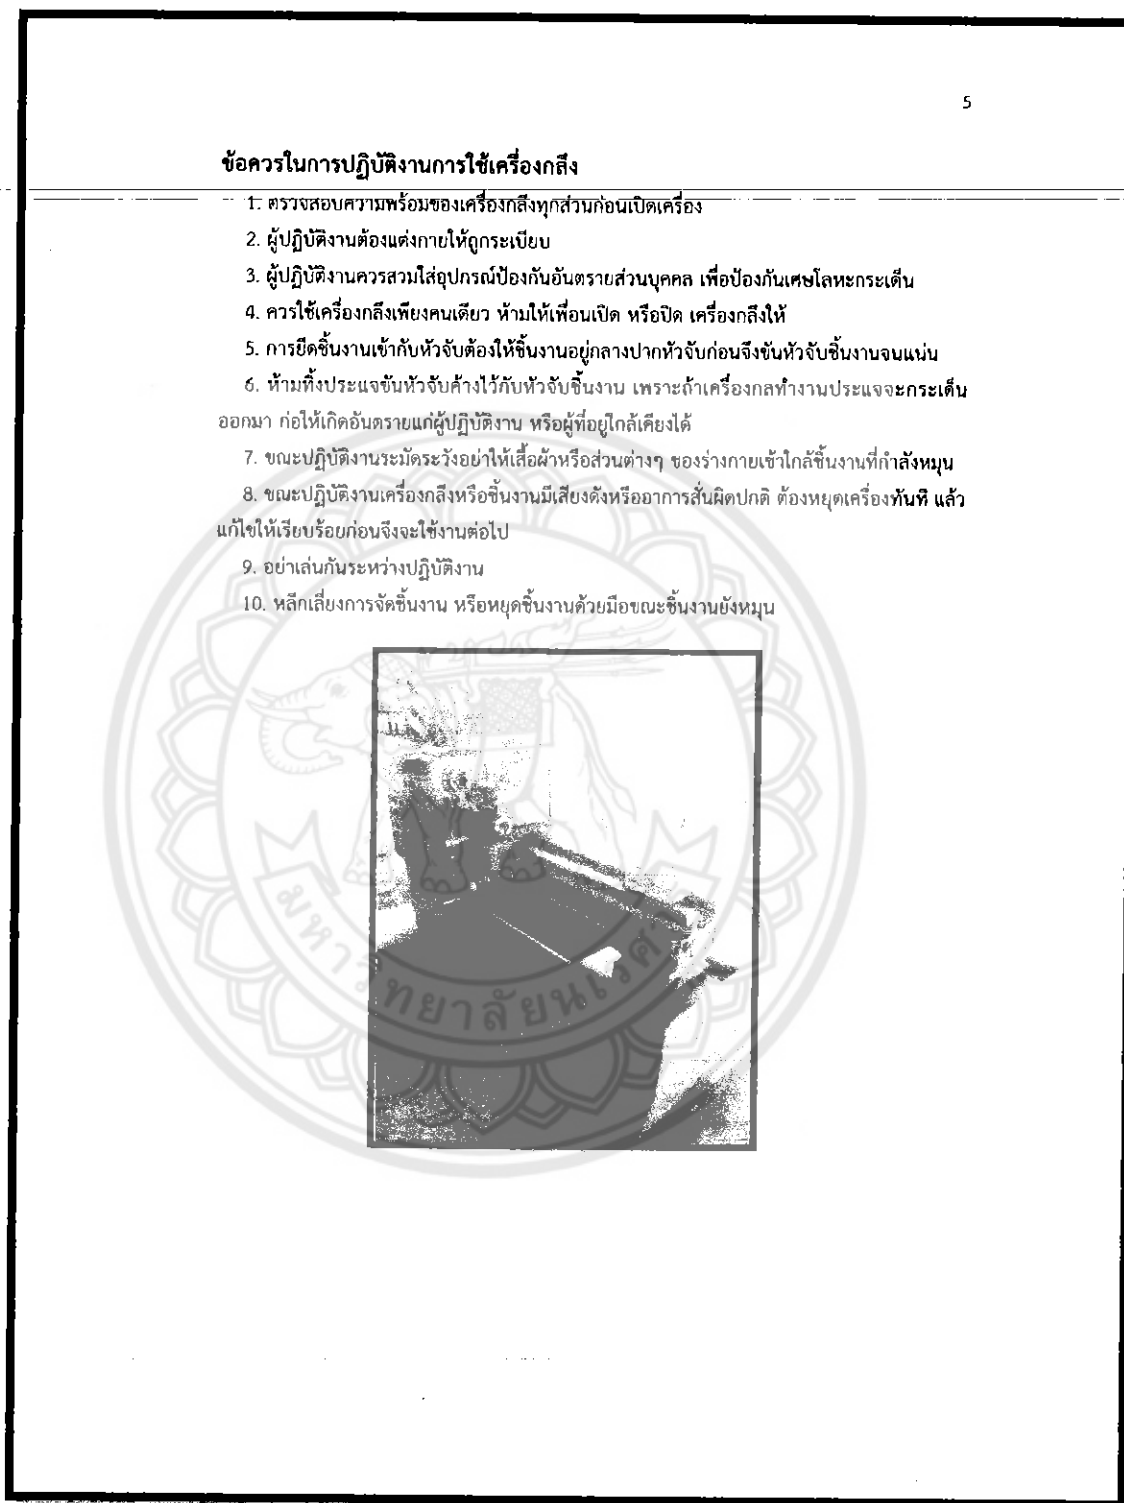 5
ข้อควรในการปฏิบัติงานการใช้เครื่องกลึง
1. ตรวจสอบความพร้อมของเครื่องกลึงทุกส่วนก่อนเปิดเครื่อง
2. ผู้ปฏิบัติงานต้องแต่งกายให้ถูกระเบียบ
3. ผู้ปฏิบัติงานควรสวมใส่อุปกรณ์ป้องกันอันตรายส่วนบุคคล เพื่อป้องกันเศษโลหะกระเด็น
4. ควรใช้เครื่องกลึงเพียงคนเดียว ห้ามให้เพื่อนเปิด หรือปิด เครื่องกลึงให้
5. การยึดชิ้นงานเข้ากับหัวจับต้องให้ชิ้นงานอยู่กลางปากหัวจับก่อนจึงขันหัวจับชิ้นงานจนแน่น
6. ห้ามทิ้งประแจขันหัวจับค้างไว้กับหัวจับชิ้นงาน เพราะถ้าเครื่องกลทำงานประแจจะกระเด็น
ออกมา ก่อให้เกิดอันตรายแก่ผู้ปฏิบัติงาน หรือผู้ที่อยู่ใกล้เคียงได้
7. ขณะปฏิบัติงานระมัดระวังอย่าให้เสื้อผ้าหรือส่วนต่างๆ ของร่างกายเข้าใกล้ชิ้นงานที่กำลังหมุน
8. ขณะปฏิบัติงานเครื่องกลึงหรือชิ้นงานมีเสียงดังหรืออาการสั่นผิดปกติ ต้องหยุดเครื่องทันที แล้ว
แก้ไขให้เรียบร้อยก่อนจึงจะใช้งานต่อไป
9. อย่าเล่นกันระหว่างปฏิบัติงาน
10. หลีกเลี่ยงการจัดชิ้นงาน หรือหยุดชิ้นงานด้วยมือขณะชิ้นงานยังหมุน
มหาวิทยาลัยนเรศวร